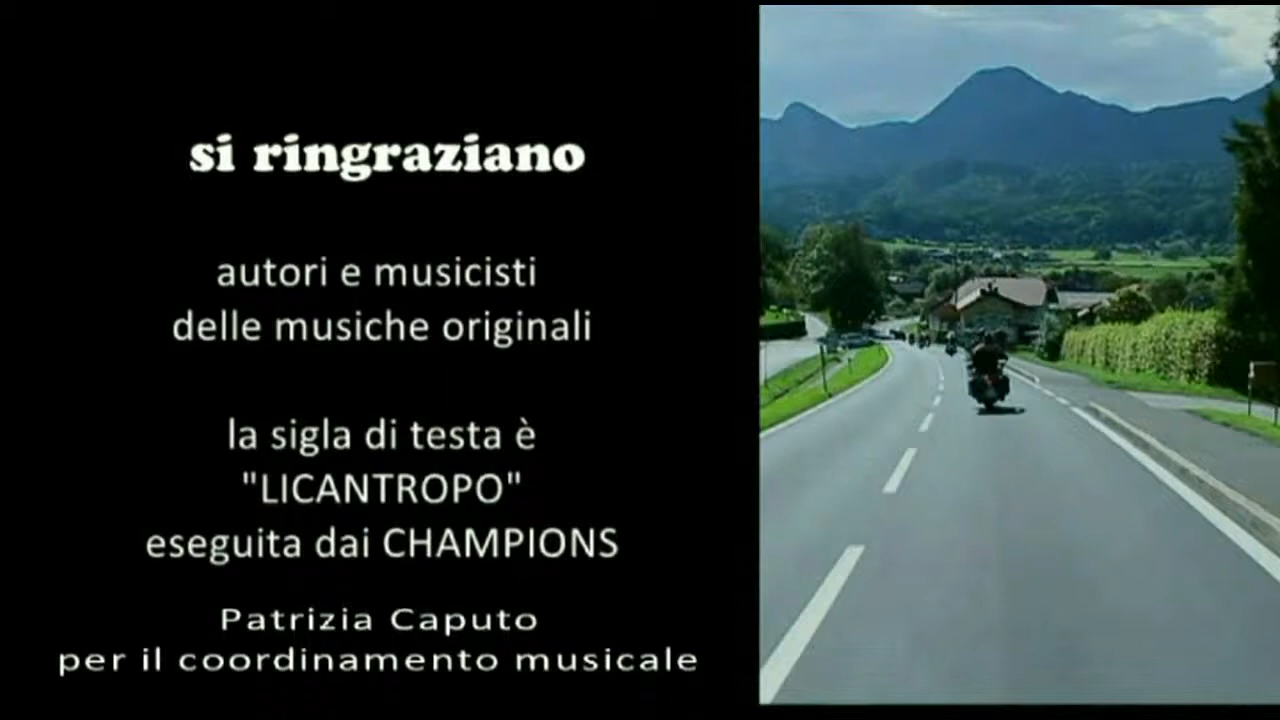 si ringraziano
autori e musicisti
delle musiche originali
la sigla di testa è
"LICANTROPO"
eseguita dai CHAMPIONS
Patrizia Caputo
per il coordinamento musicale